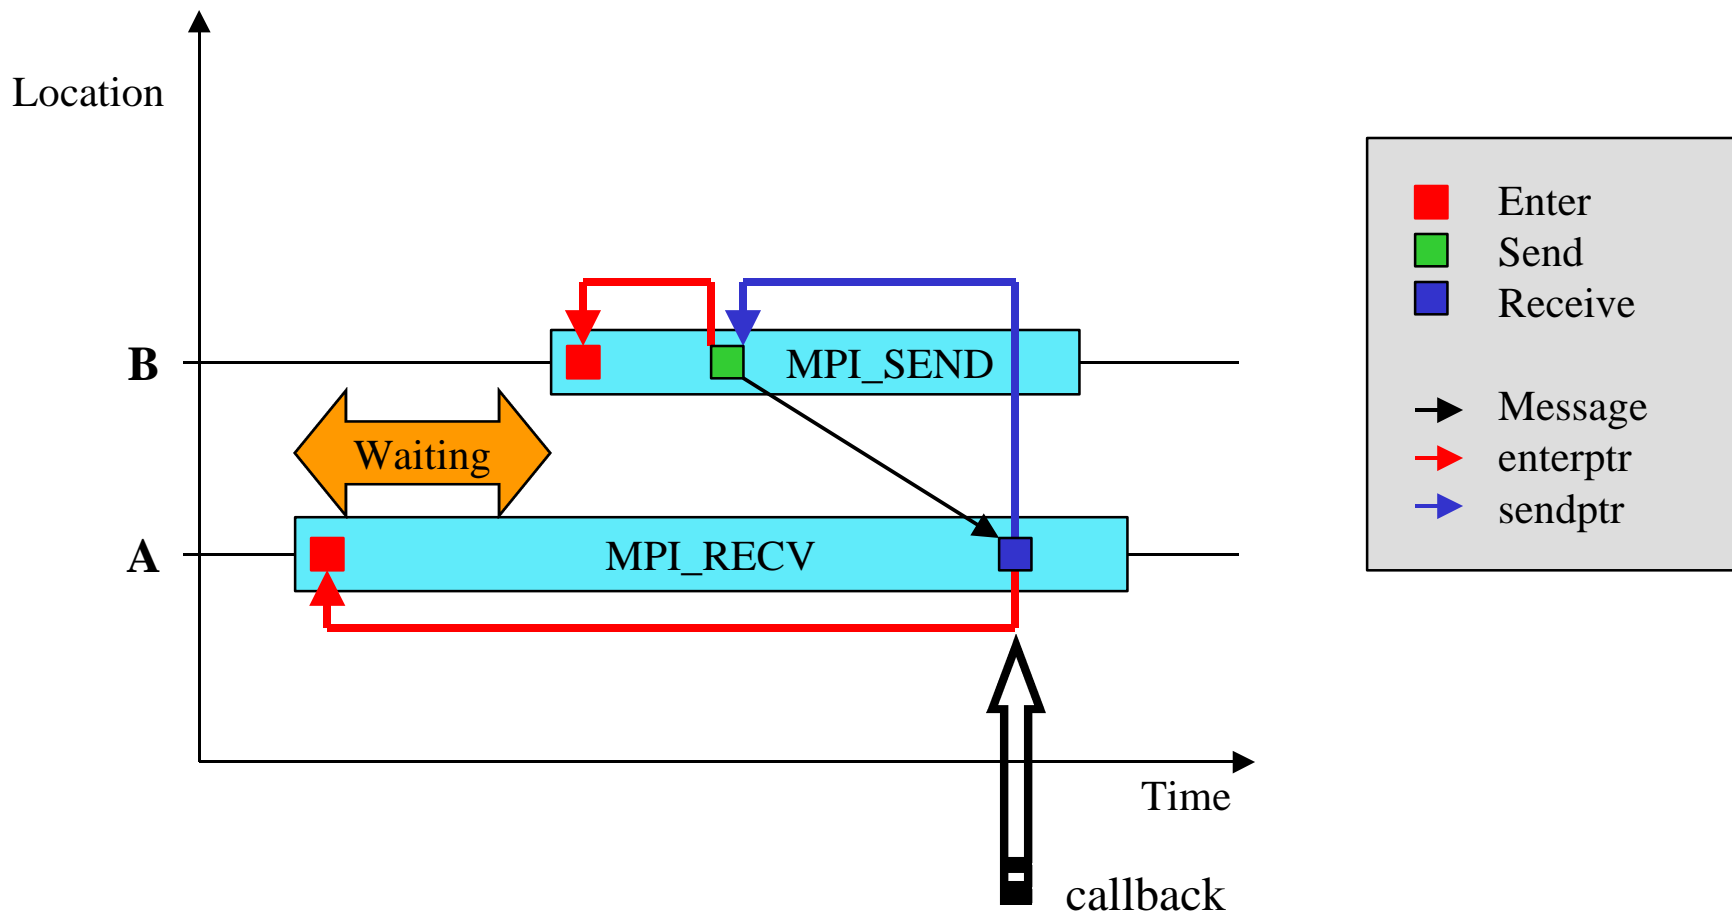 Location
B
MPI_SEND
Waiting
A
MPI_RECV
Time
callback
Enter
Send
Receive
Message
enterptr
sendptr